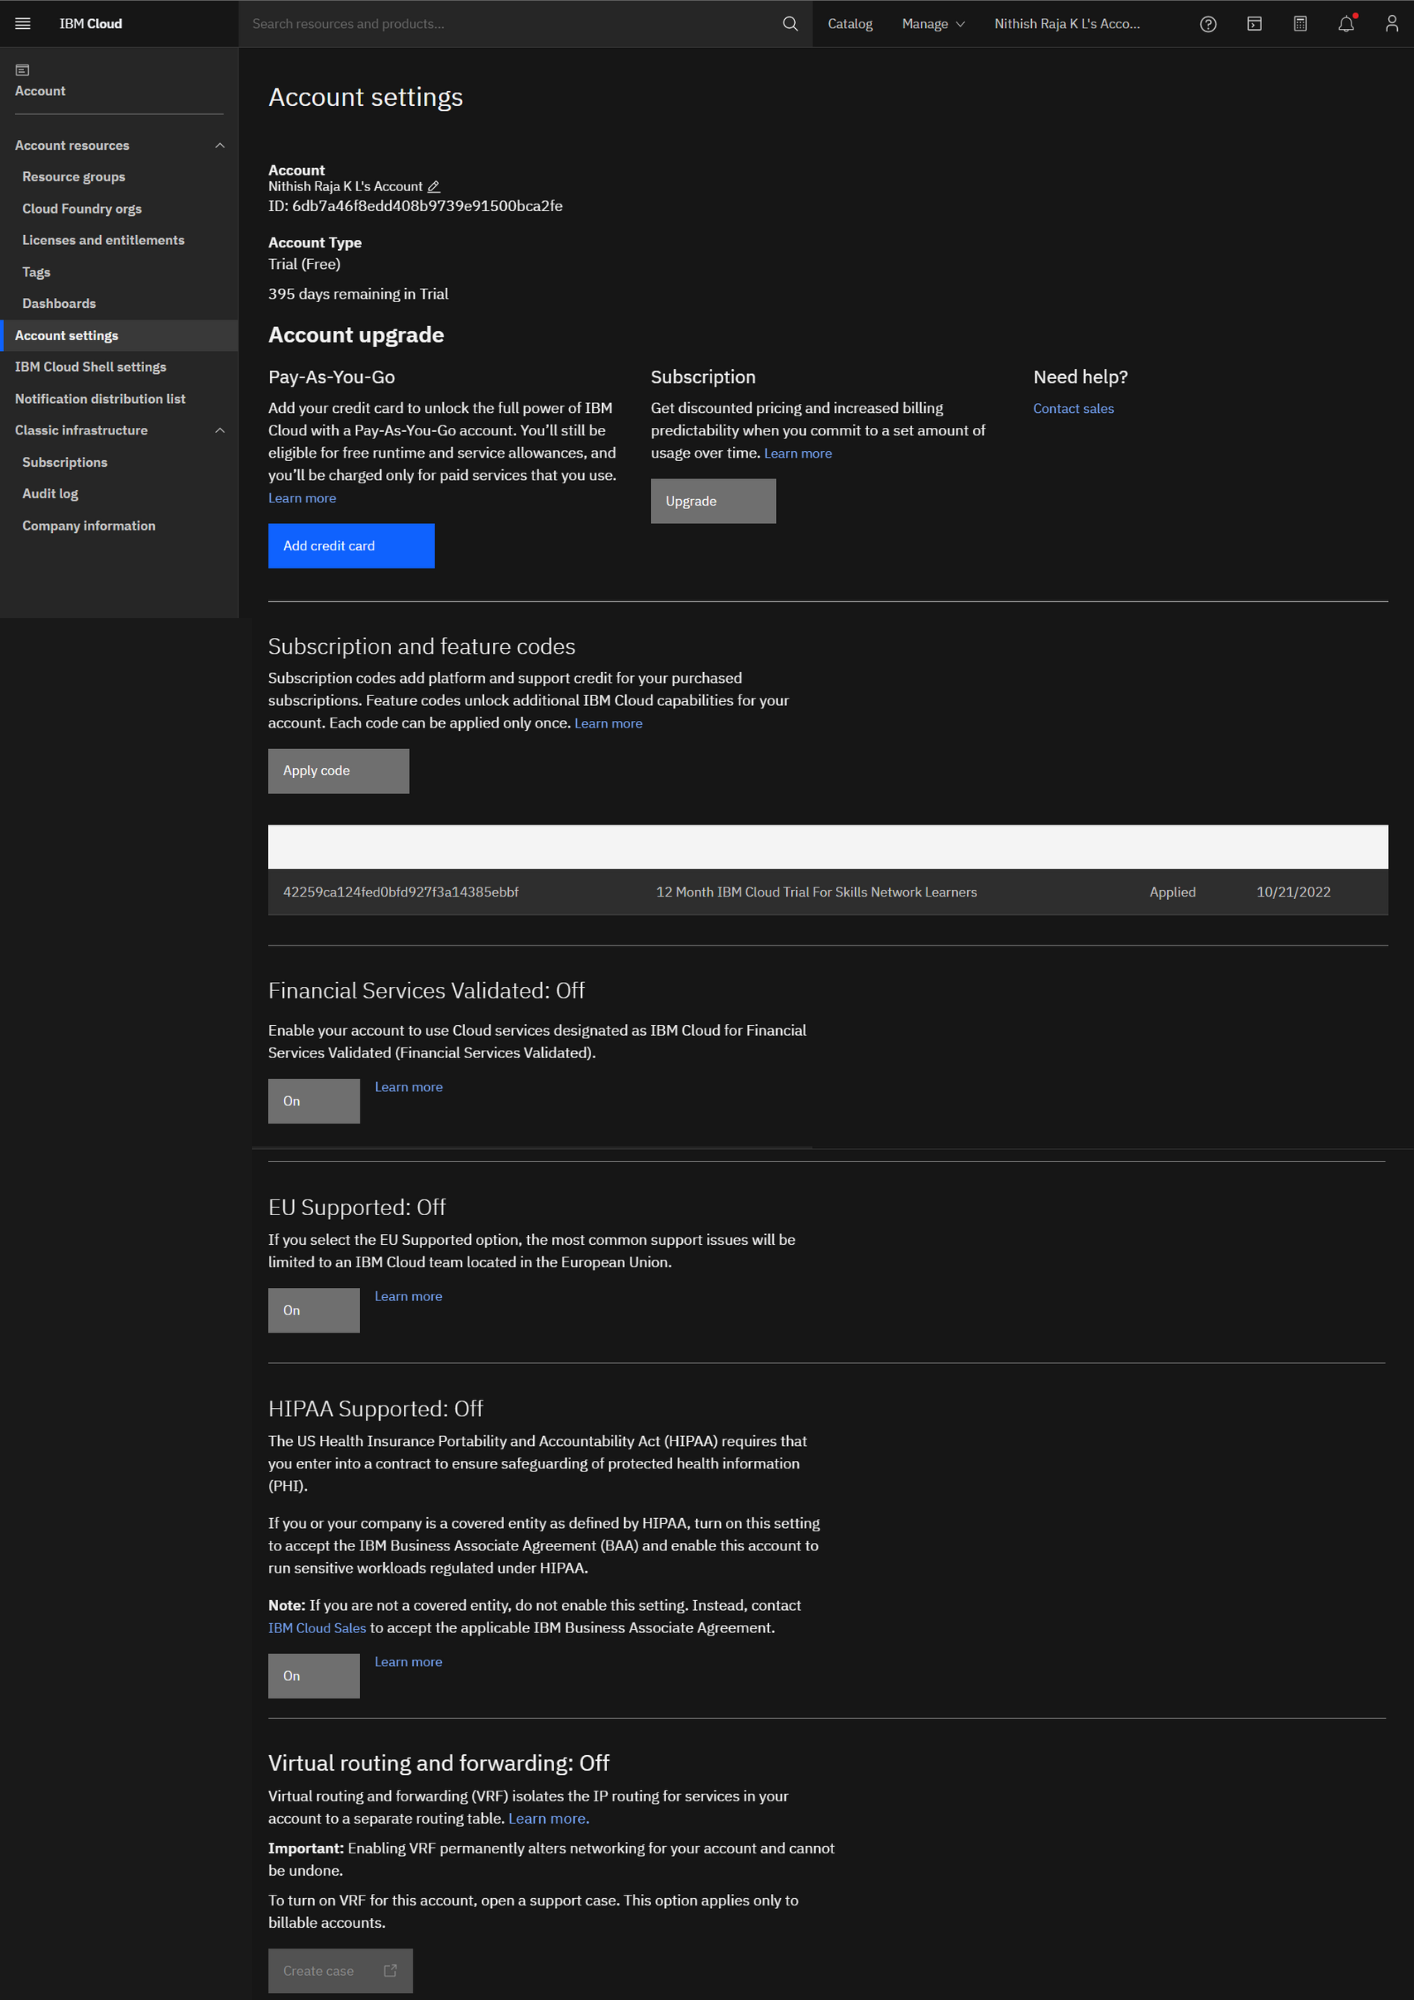 IBM Cloud
Search resources and products...
Catalog
Manage
Nithish Raja K L's Acco...
Account
Account resources
Resource groups
Cloud Foundry orgs
Licenses and entitlements
Tags
Dashboards
Account settings
IBM Cloud Shell settings
Notification distribution list
Classic infrastructure
Subscriptions
Audit log
Company information
Account settings
Account
Nithish Raja K L's Account
ID: 6db7a46f8edd408b9739e91500bca2fe
Account Type
Trial (Free)
395 days remaining in Trial
Account upgrade
Pay-As-You-Go
Add your credit card to unlock the full power of IBM
Cloud with a Pay-As-You-Go account. You’ll still be
eligible for free runtime and service allowances, and
you’ll be charged only for paid services that you use.
Learn more
Add credit card
Subscription
Get discounted pricing and increased billing
predictability when you commit to a set amount of
usage over time. Learn more
Upgrade
Need help?
Contact sales
Subscription and feature codes
Subscription codes add platform and support credit for your purchased
subscriptions. Feature codes unlock additional IBM Cloud capabilities for your
account. Each code can be applied only once. Learn more
Apply code
42259ca124fed0bfd927f3a14385ebbf 12 Month IBM Cloud Trial For Skills Network Learners Applied 10/21/2022
Financial Services Validated: Off
Enable your account to use Cloud services designated as IBM Cloud for Financial
Services Validated (Financial Services Validated).
On Learn more
EU Supported: Off
If you select the EU Supported option, the most common support issues will be
limited to an IBM Cloud team located in the European Union.
On Learn more
HIPAA Supported: Off
The US Health Insurance Portability and Accountability Act (HIPAA) requires that
you enter into a contract to ensure safeguarding of protected health information
(PHI).
If you or your company is a covered entity as defined by HIPAA, turn on this setting
to accept the IBM Business Associate Agreement (BAA) and enable this account to
run sensitive workloads regulated under HIPAA.
Note: If you are not a covered entity, do not enable this setting. Instead, contact
IBM Cloud Sales to accept the applicable IBM Business Associate Agreement.
On Learn more
Virtual routing and forwarding: Off
Virtual routing and forwarding (VRF) isolates the IP routing for services in your
account to a separate routing table. Learn more.
Important: Enabling VRF permanently alters networking for your account and cannot
be undone.
To turn on VRF for this account, open a support case. This option applies only to
billable accounts.
Create case